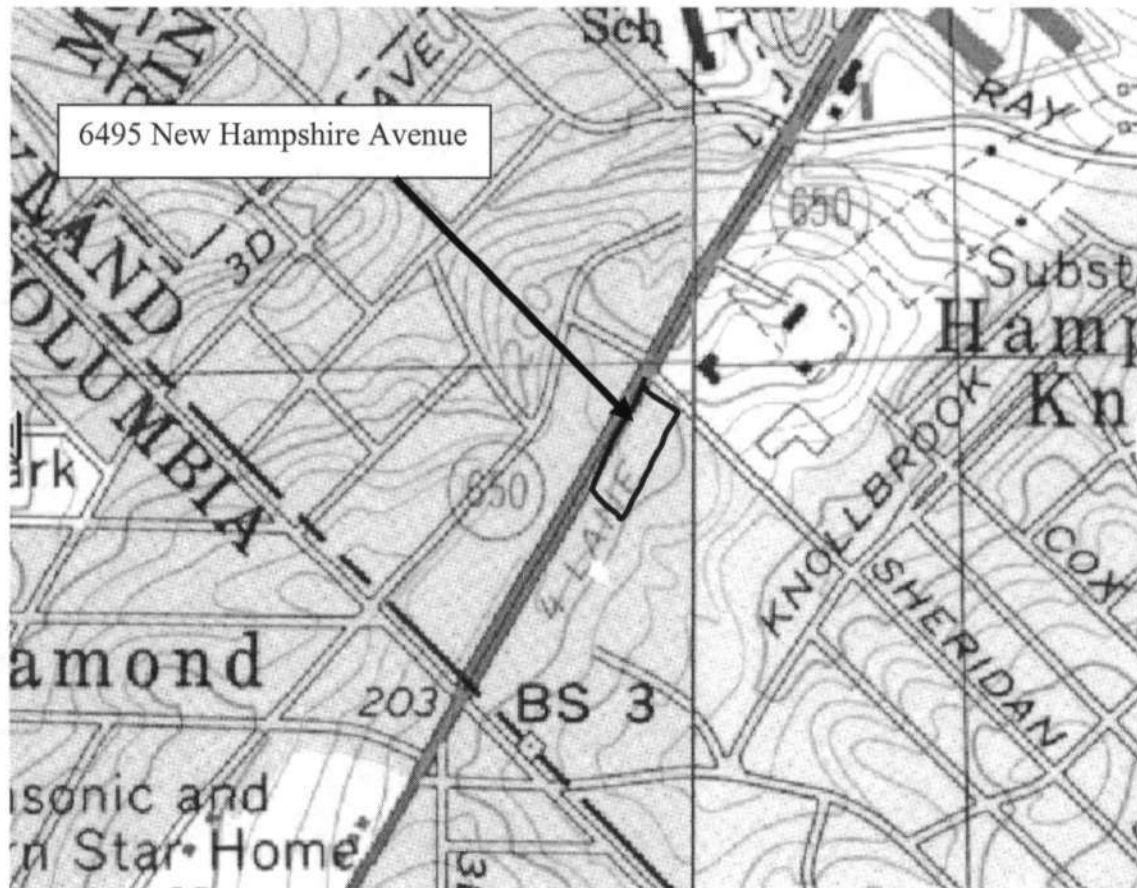 Sch
AVE
6495 New Hampshire Avenue
RAY
650
3D
Subst
Hamp
Kn
OLUMBIA
ark
650
4 LANE
KNOLLBROOK
COX
SHERIDAN
amond
203
BS 3
sonic and
rn Star Home